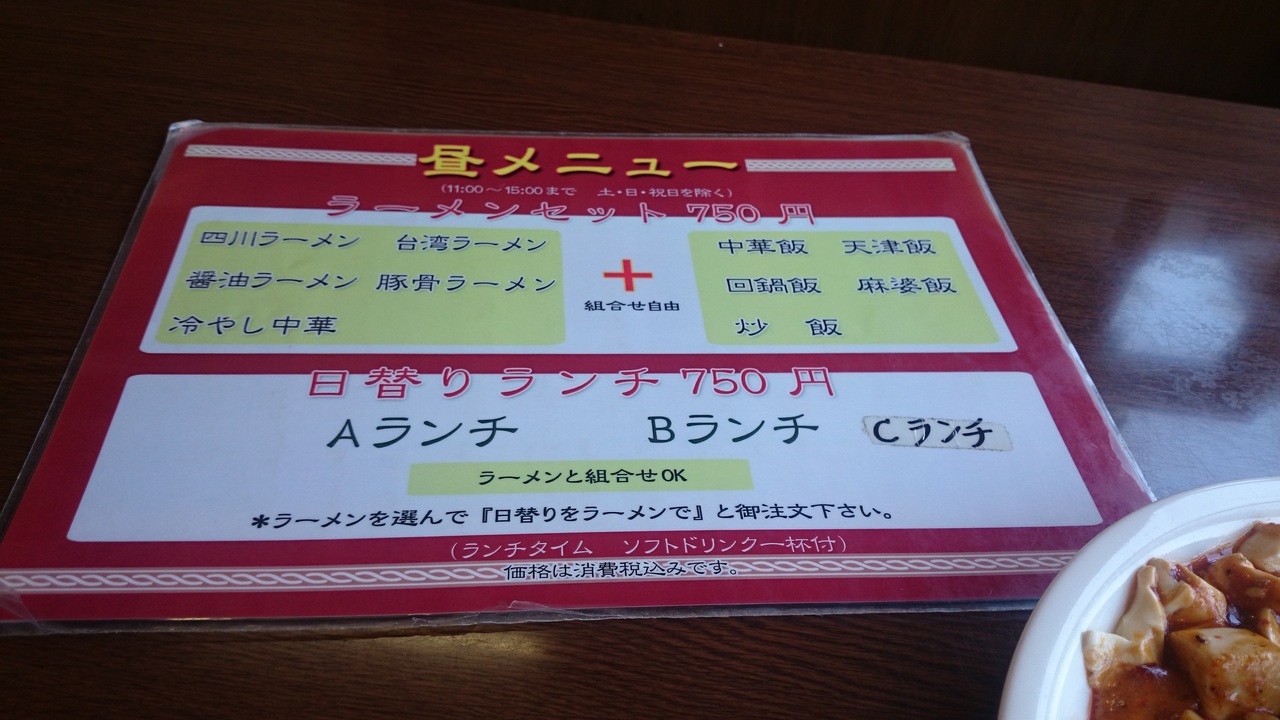 昼メニュー
(11:00～15:00まで 土・日・祝日を除く)
ラーメンセット 750 円
四川ラーメン 台湾ラーメン 中華飯 天津飯
醤油ラーメン 豚骨ラーメン + 回鍋飯 麻婆飯
組合せ自由
冷やし中華 炒 飯
日替りランチ 750 円
Aランチ Bランチ Cランチ
ラーメンと組合せOK
*ラーメンを選んで『日替りをラーメンで』と御注文下さい。
(ランチタイム ソフトドリンク一杯付)
価格は消費税込みです。